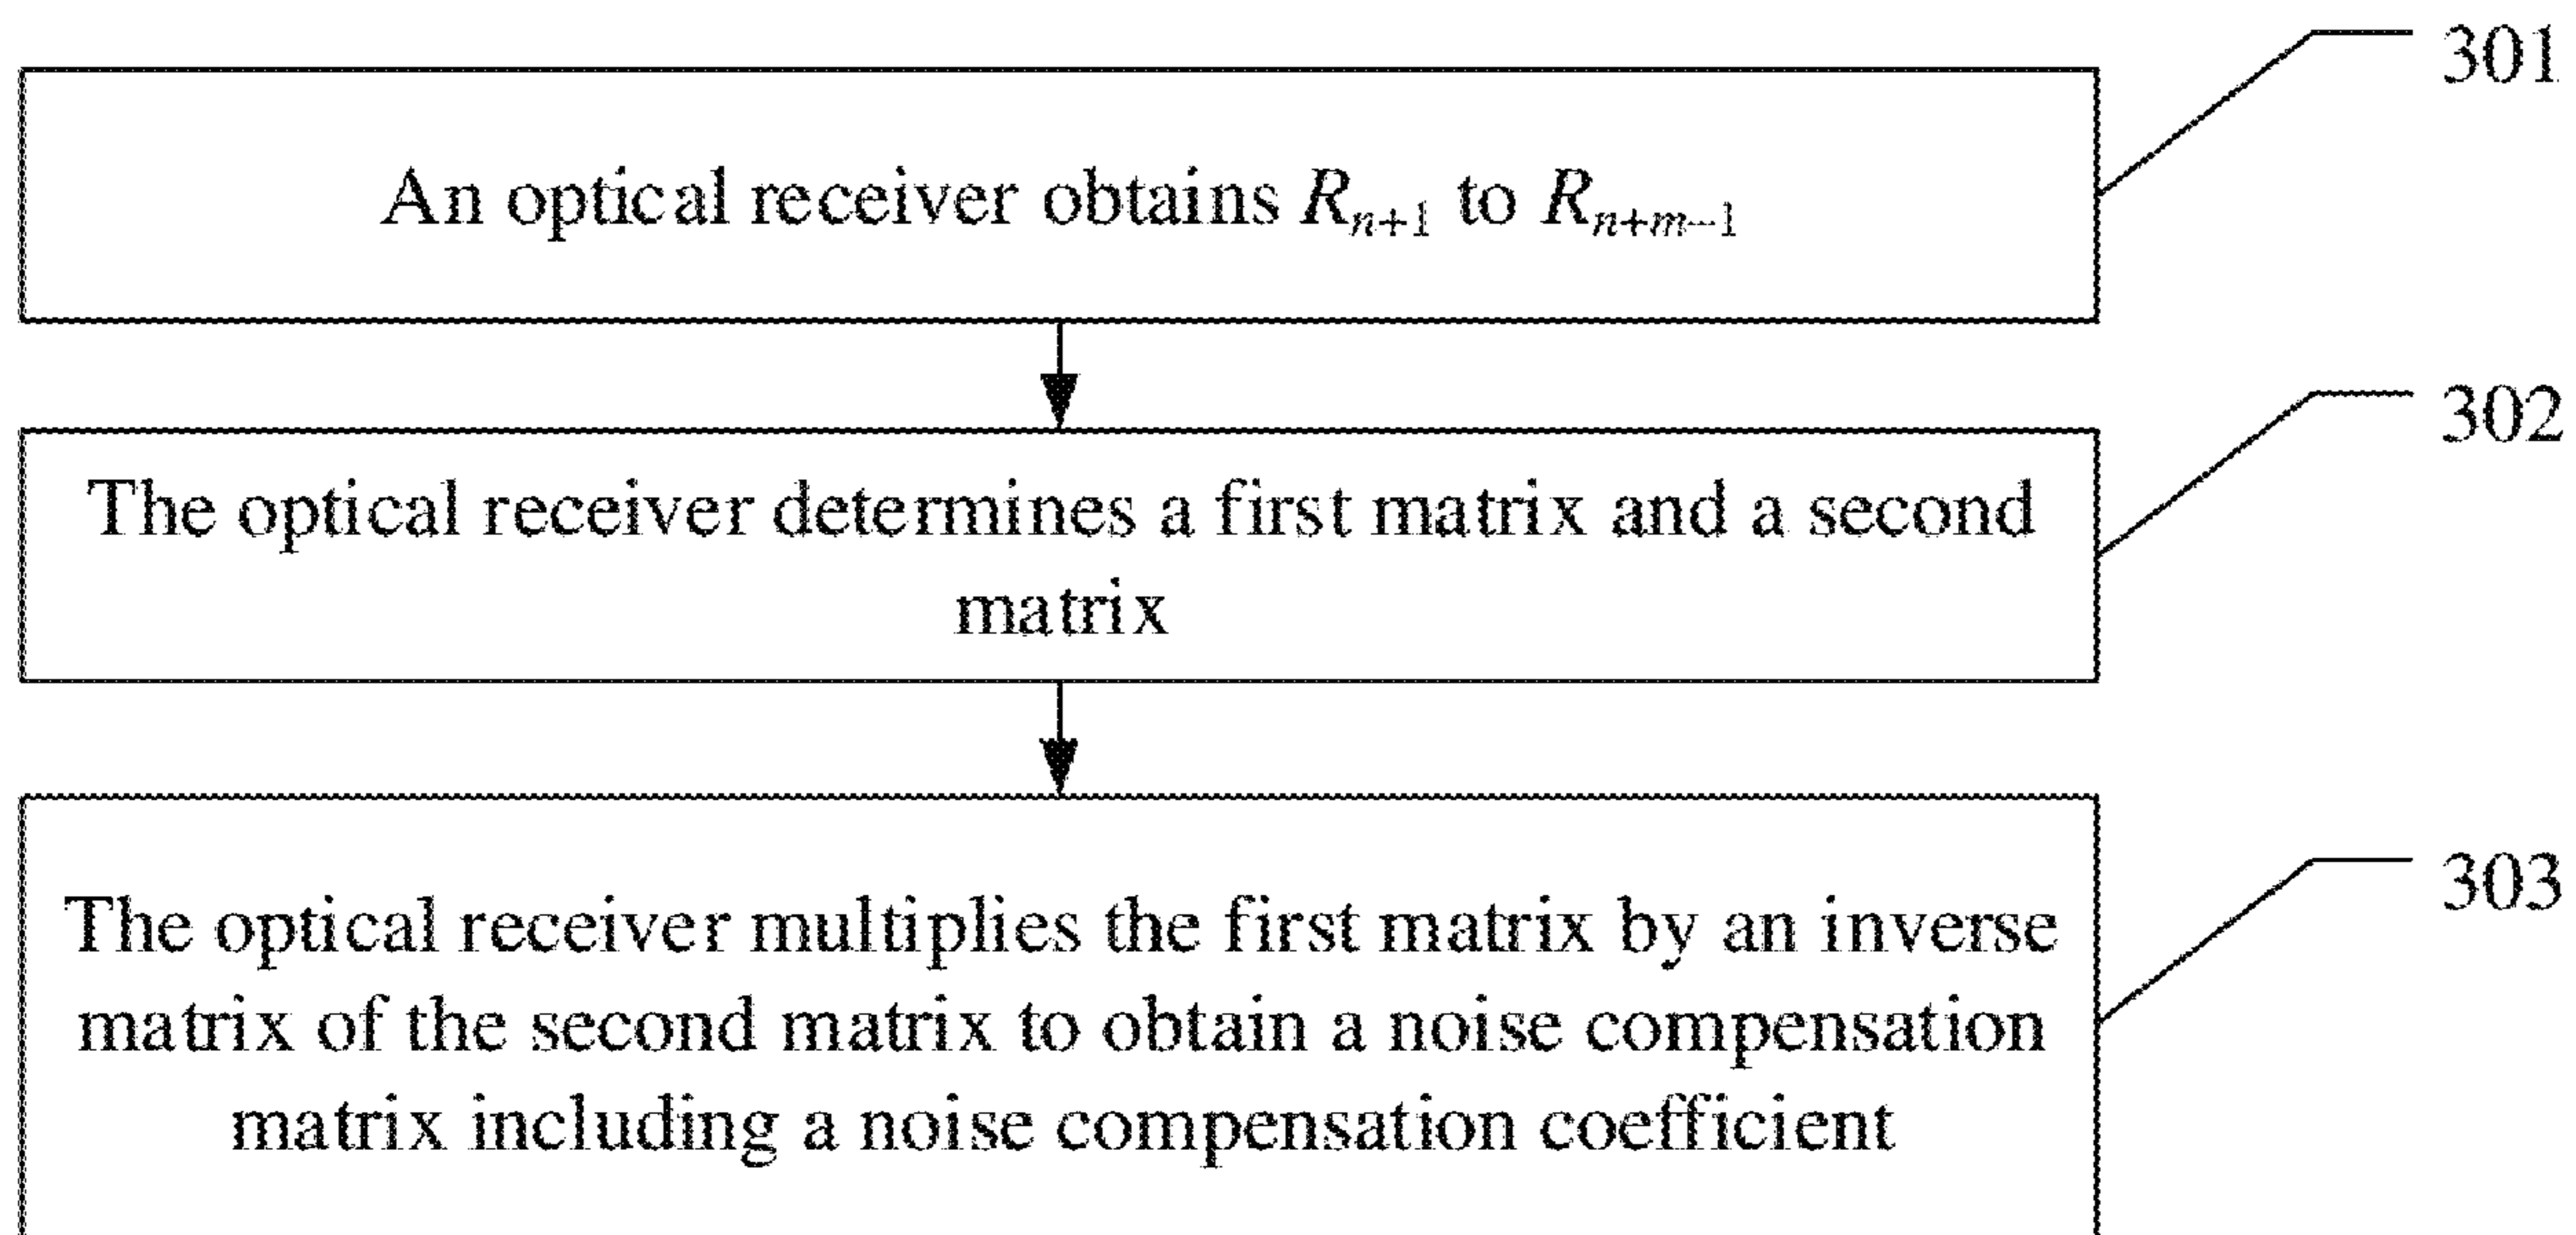 301
An optical receiver obtains Rₙ₊₁ to Rₙ₊ₘ₋₁
302
The optical receiver determines a first matrix and a second
matrix
303
The optical receiver multiplies the first matrix by an inverse
matrix of the second matrix to obtain a noise compensation
matrix including a noise compensation coefficient